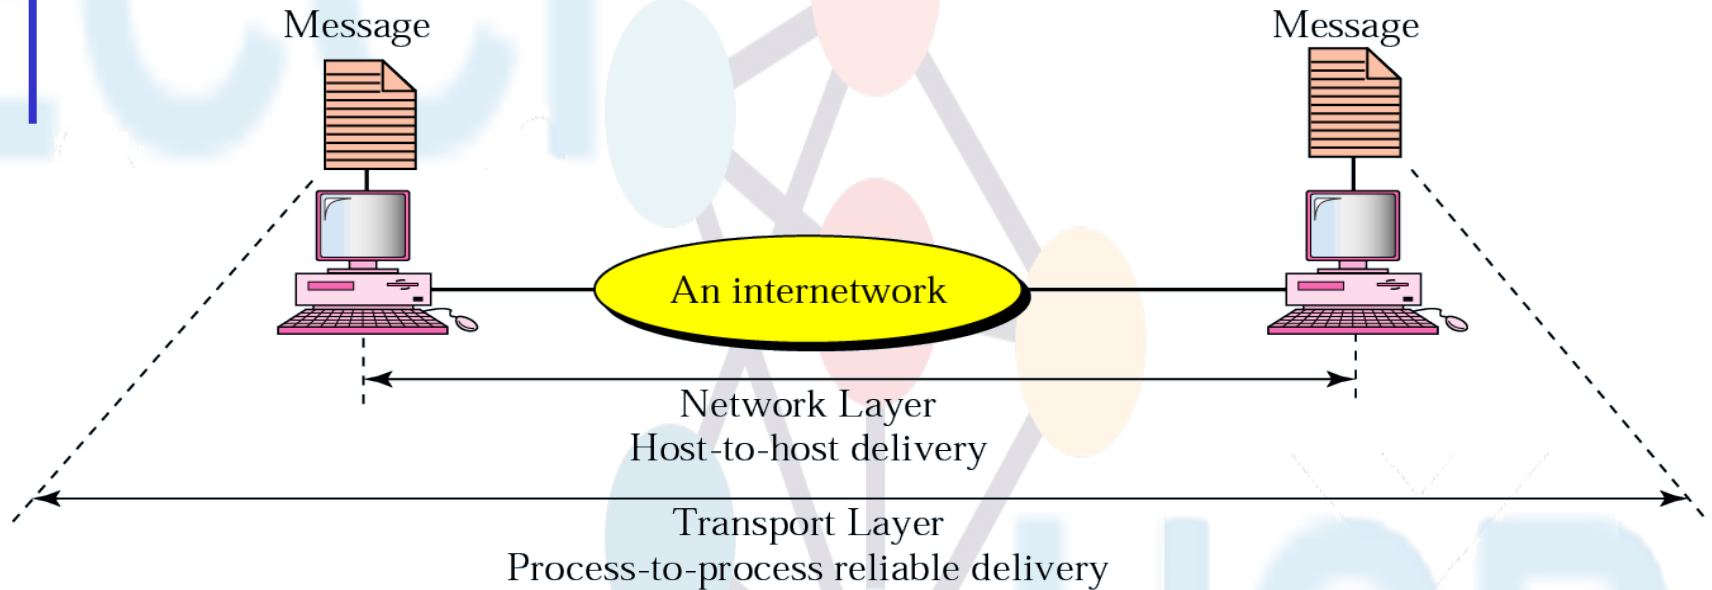 Message
Message
An internetwork
Network Layer
Host-to-host delivery
Transport Layer
Process-to-process reliable delivery